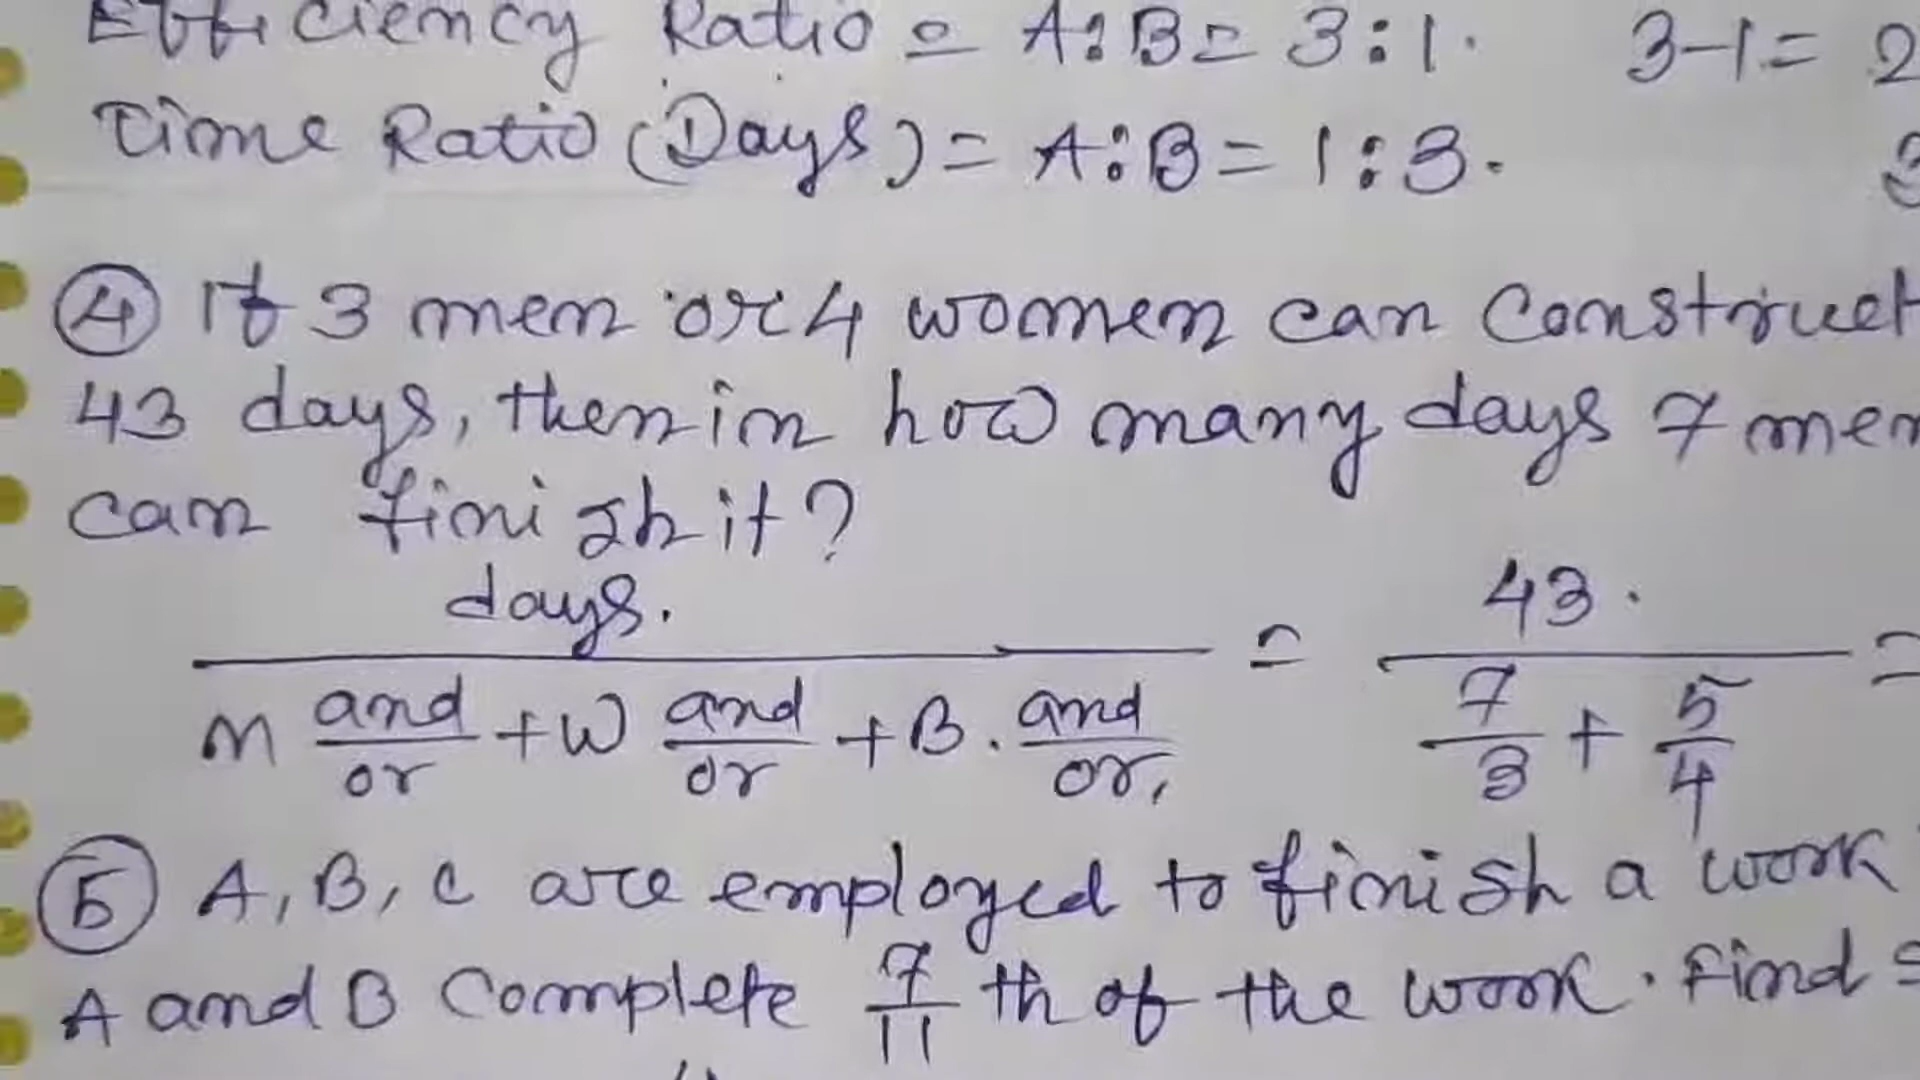 Efficiency Ratio = A:B = 3:1. 3-1= 2
Time Ratio (Days) = A:B = 1:3. 3
④ If 3 men or 4 women can construct
43 days, then in how many days 7 men
can finish it?
days. / M and/or + W and/or + B. and/or, = 43. / 7/3 + 5/4 =
⑤ A, B, C are employed to finish a work
A and B Complete 7/11 th of the work. Find